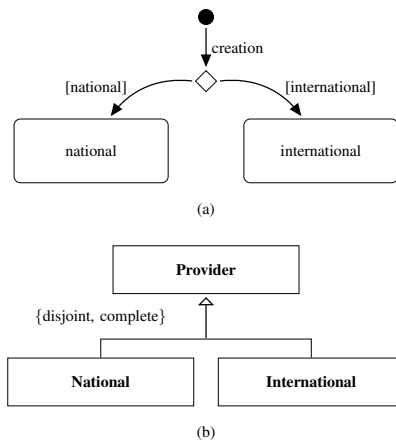 creation
[national] [international]
national international
(a)
Provider
{disjoint, complete}
National International
(b)